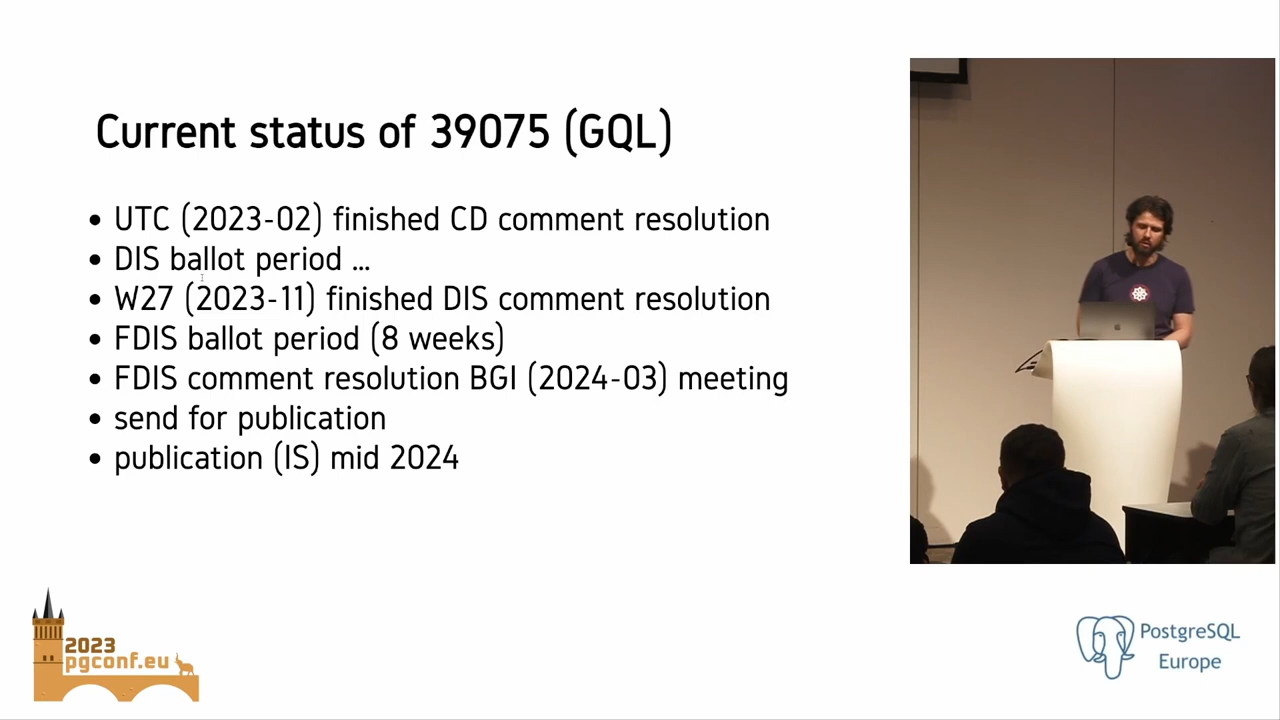 Current status of 39075 (GQL)
• UTC (2023-02) finished CD comment resolution
• DIS ballot period ...
• W27 (2023-11) finished DIS comment resolution
• FDIS ballot period (8 weeks)
• FDIS comment resolution BGI (2024-03) meeting
• send for publication
• publication (IS) mid 2024
2023
pgconf.eu
PostgreSQL
Europe